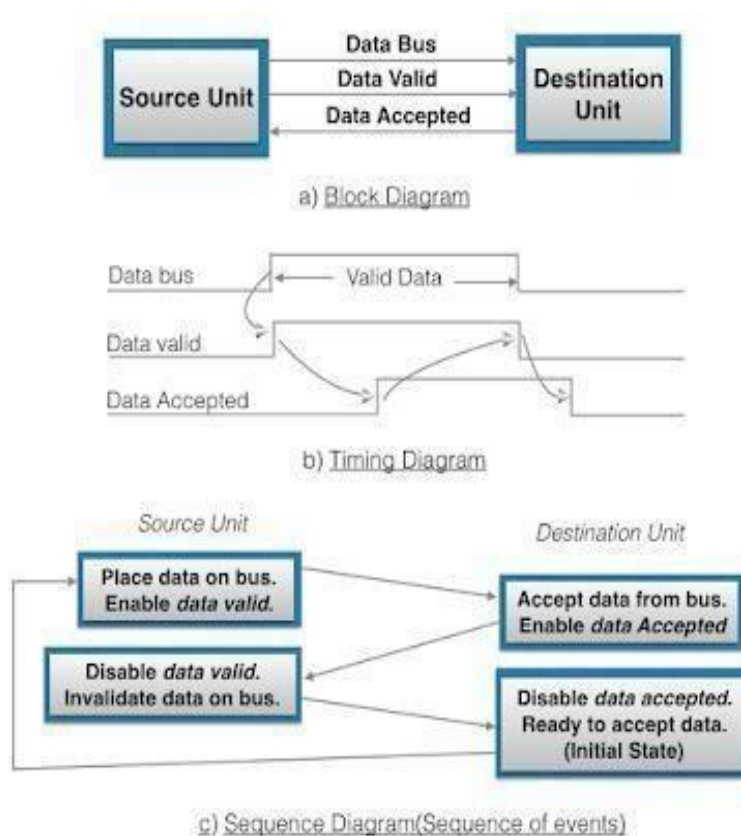 Data Bus
Source Unit
Data Valid
Destination
Unit
Data Accepted
a) Block Diagram
Data bus
Valid Data
Data valid
Data Accepted
b) Timing Diagram
Source Unit
Destination Unit
Place data on bus.
Enable data valid.
Accept data from bus.
Enable data Accepted
Disable data valid.
Invalidate data on bus.
Disable data accepted.
Ready to accept data.
(Initial State)
c) Sequence Diagram(Sequence of events)